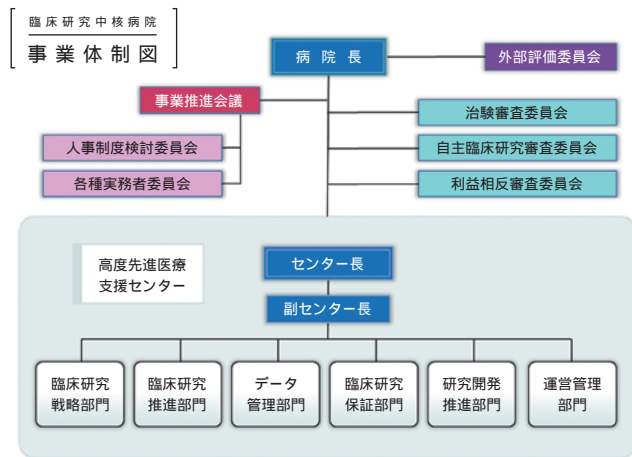 臨床研究中核病院
事業体制図
病院長
外部評価委員会
事業推進会議
治験審査委員会
人事制度検討委員会
自主臨床研究審査委員会
各種実務者委員会
利益相反審査委員会
高度先進医療
支援センター
センター長
副センター長
臨床研究
戦略部門
臨床研究
推進部門
データ
管理部門
臨床研究
保証部門
研究開発
推進部門
運営管理
部門